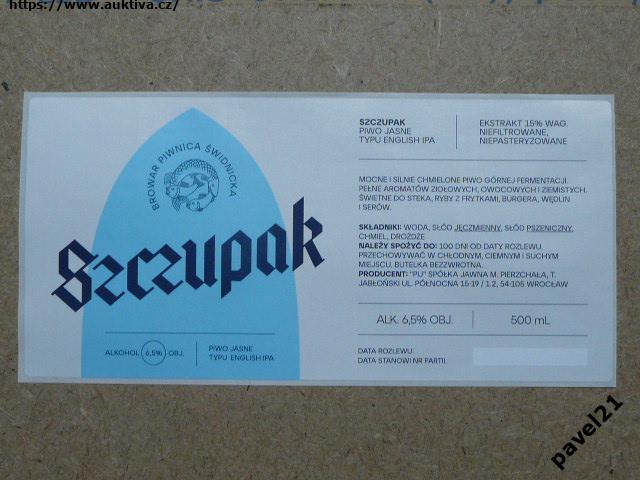 https://www.auktiva.cz/
BROWAR PIWNICA ŚWIDNICKA
Szczupak
ALKOHOL 6,5% OBJ.
PIWO JASNE
TYPU ENGLISH IPA
SZCZUPAK
PIWO JASNE
TYPU ENGLISH IPA
EKSTRAKT 15% WAG.
NIEFILTROWANE,
NIEPASTERYZOWANE
MOCNE I SILNIE CHMIELONE PIWO GÓRNEJ FERMENTACJI.
PEŁNE AROMATÓW ZIOŁOWYCH, OWOCOWYCH I ZIEMISTYCH.
ŚWIETNE DO STEKA, RYBY Z FRYTKAMI, BURGERA, WĘDLIN
I SERÓW.
SKŁADNIKI: WODA, SŁÓD JĘCZMIENNY, SŁÓD PSZENICZNY,
CHMIEL, DROŻDŻE
NALEŻY SPOŻYĆ DO: 100 DNI OD DATY ROZLEWU.
PRZECHOWYWAĆ W CHŁODNYM, CIEMNYM I SUCHYM
MIEJSCU. BUTELKA BEZZWROTNA.
PRODUCENT: "PU" SPÓŁKA JAWNA M. PIERZCHAŁA, T.
JABŁOŃSKI UL. PÓŁNOCNA 15-19 / 1.2, 54-105 WROCŁAW
ALK. 6,5% OBJ.
500 mL
DATA ROZLEWU:
DATA STANOWI NR PARTII.
pavel21